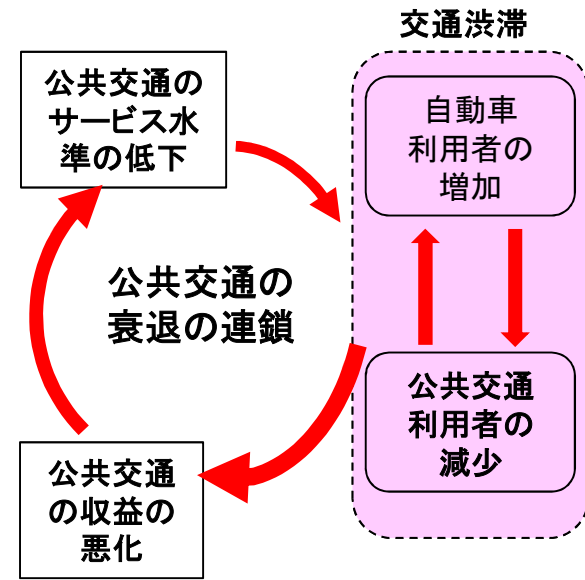 交通渋滞
公共交通の
サービス水
準の低下
自動車
利用者の
増加
公共交通の
衰退の連鎖
公共交通
利用者の
減少
公共交通
の収益の
悪化